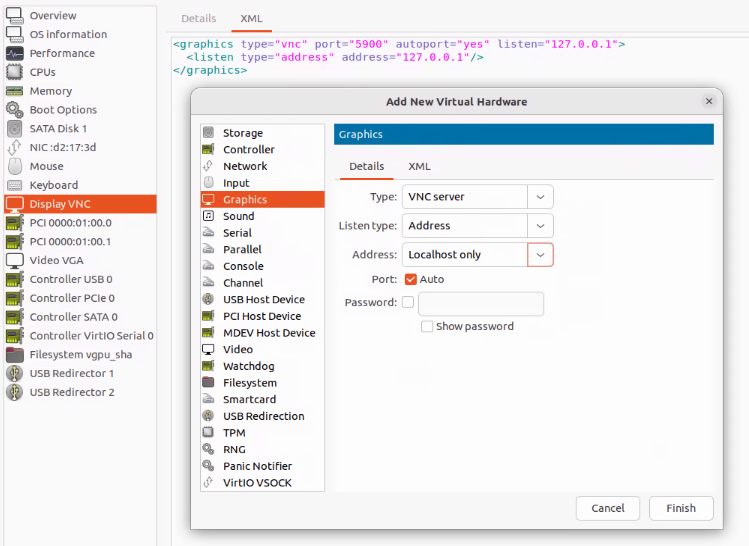 Overview
OS information
Performance
CPUs
Memory
Boot Options
SATA Disk 1
NIC :d2:17:3d
Mouse
Keyboard
Display VNC
PCI 0000:01:00.0
PCI 0000:01:00.1
Video VGA
Controller USB 0
Controller PCIe 0
Controller SATA 0
Controller VirtIO Serial 0
Filesystem vgpu_sha
USB Redirector 1
USB Redirector 2
Details XML
<graphics type="vnc" port="5900" autoport="yes" listen="127.0.0.1">
  <listen type="address" address="127.0.0.1"/>
</graphics>
Add New Virtual Hardware
Storage
Controller
Network
Input
Graphics
Sound
Serial
Parallel
Console
Channel
USB Host Device
PCI Host Device
MDEV Host Device
Video
Watchdog
Filesystem
Smartcard
USB Redirection
TPM
RNG
Panic Notifier
VirtIO VSOCK
Graphics
Details XML
Type: VNC server
Listen type: Address
Address: Localhost only
Port: Auto
Password:
Show password
Cancel Finish